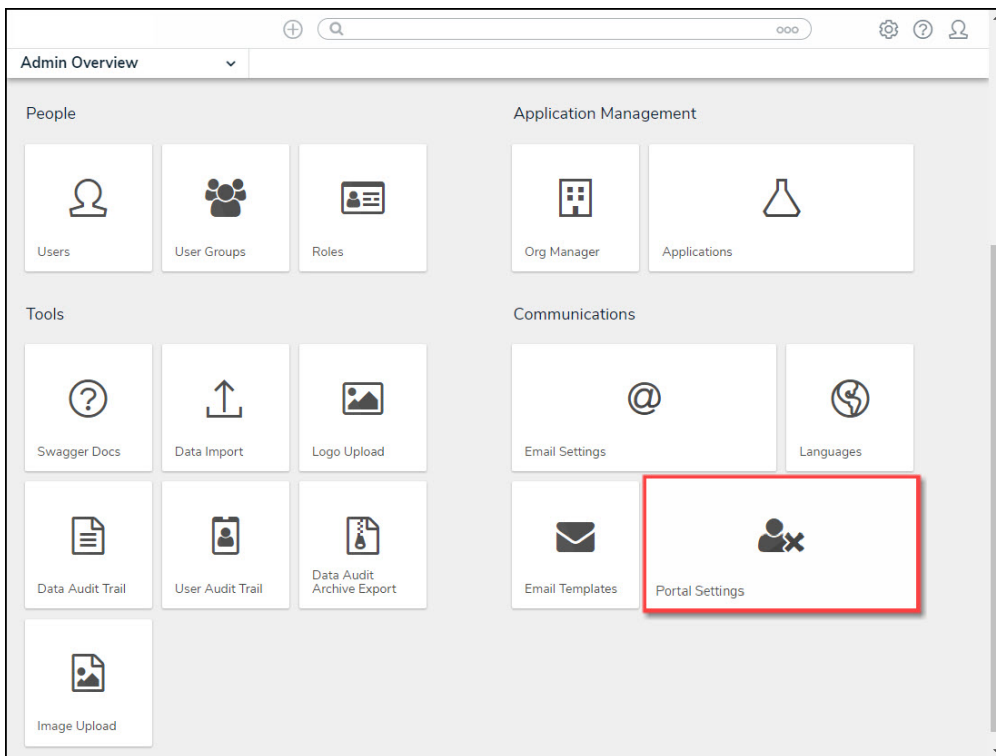 Admin Overview
People
Application Management
Users
User Groups
Roles
Org Manager
Applications
Tools
Communications
Swagger Docs
Data Import
Logo Upload
Email Settings
Languages
Data Audit Trail
User Audit Trail
Data Audit
Archive Export
Email Templates
Portal Settings
Image Upload